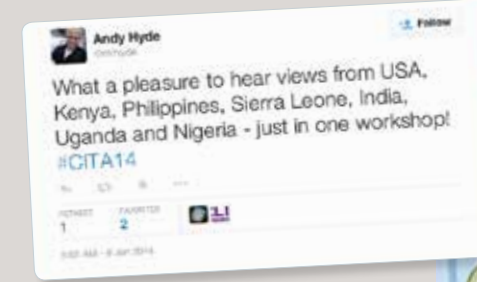 Andy Hyde
Follow
What a pleasure to hear views from USA,
Kenya, Philippines, Sierra Leone, India,
Uganda and Nigeria - just in one workshop!
#CITA14
RETWEET
FAVORITES
1
2